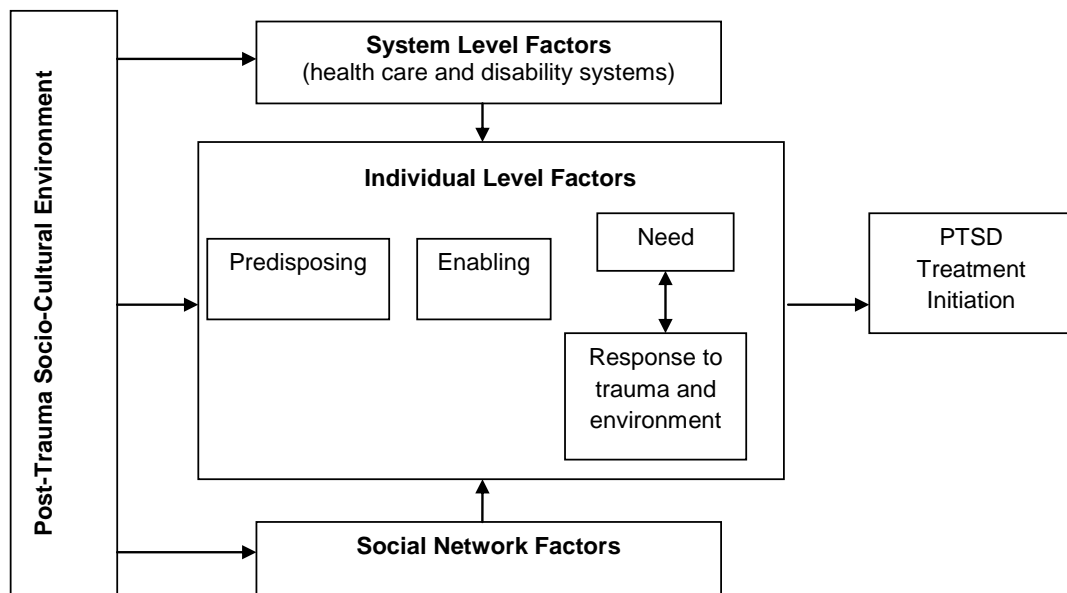 Post-Trauma Socio-Cultural Environment
System Level Factors
(health care and disability systems)
Individual Level Factors
Predisposing
Enabling
Need
Response to
trauma and
environment
PTSD
Treatment
Initiation
Social Network Factors